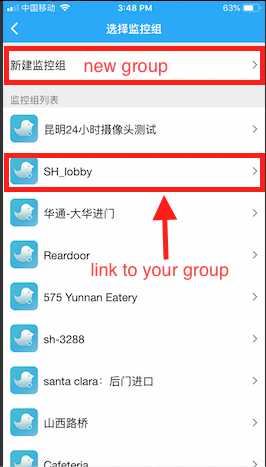 中国移动 3:48 PM 63%
选择监控组
新建监控组 new group
监控组列表
昆明24小时摄像头测试
SH_lobby
华通-大华进门
Reardoor
link to your group
575 Yunnan Eatery
sh-3288
santa clara：后门进口
山西路桥
Cafeteria